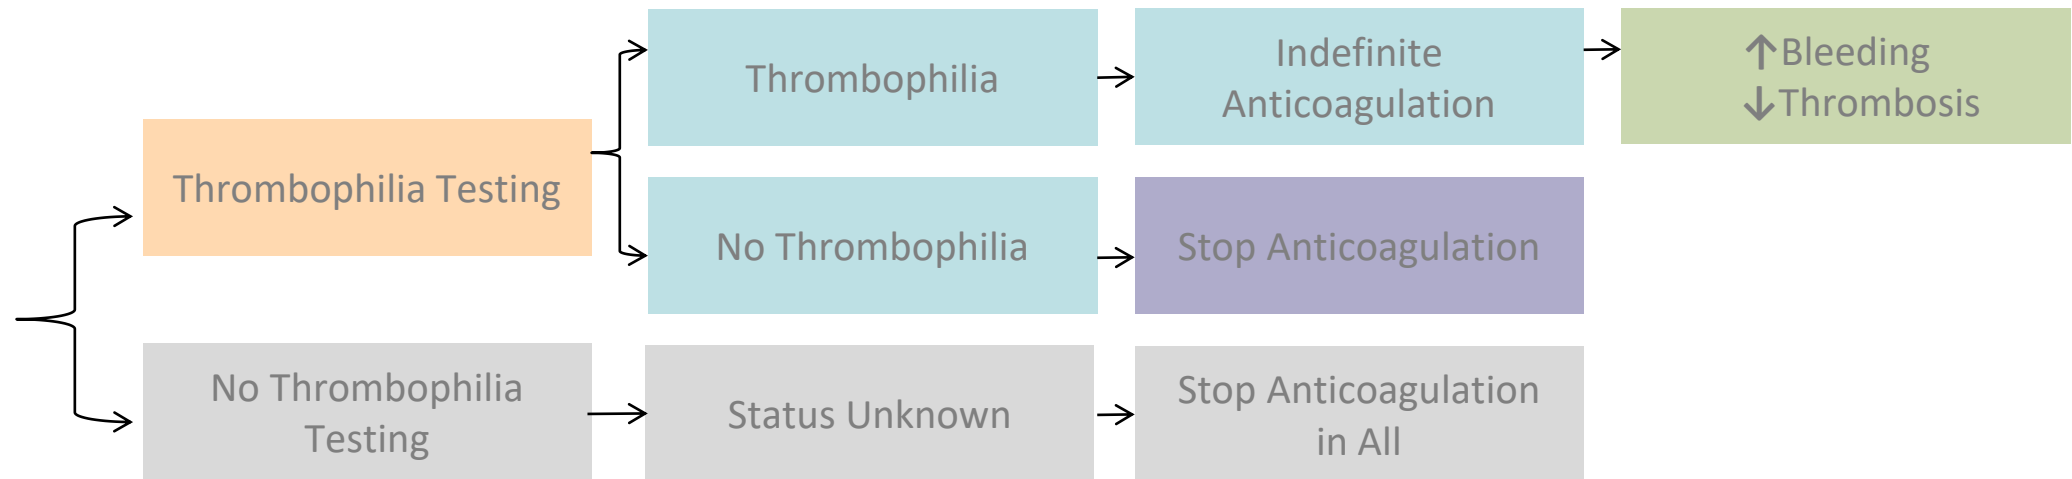 Thrombophilia
Indefinite
Anticoagulation
↑Bleeding
↓Thrombosis
Thrombophilia Testing
No Thrombophilia
Stop Anticoagulation
No Thrombophilia
Testing
Status Unknown
Stop Anticoagulation
in All